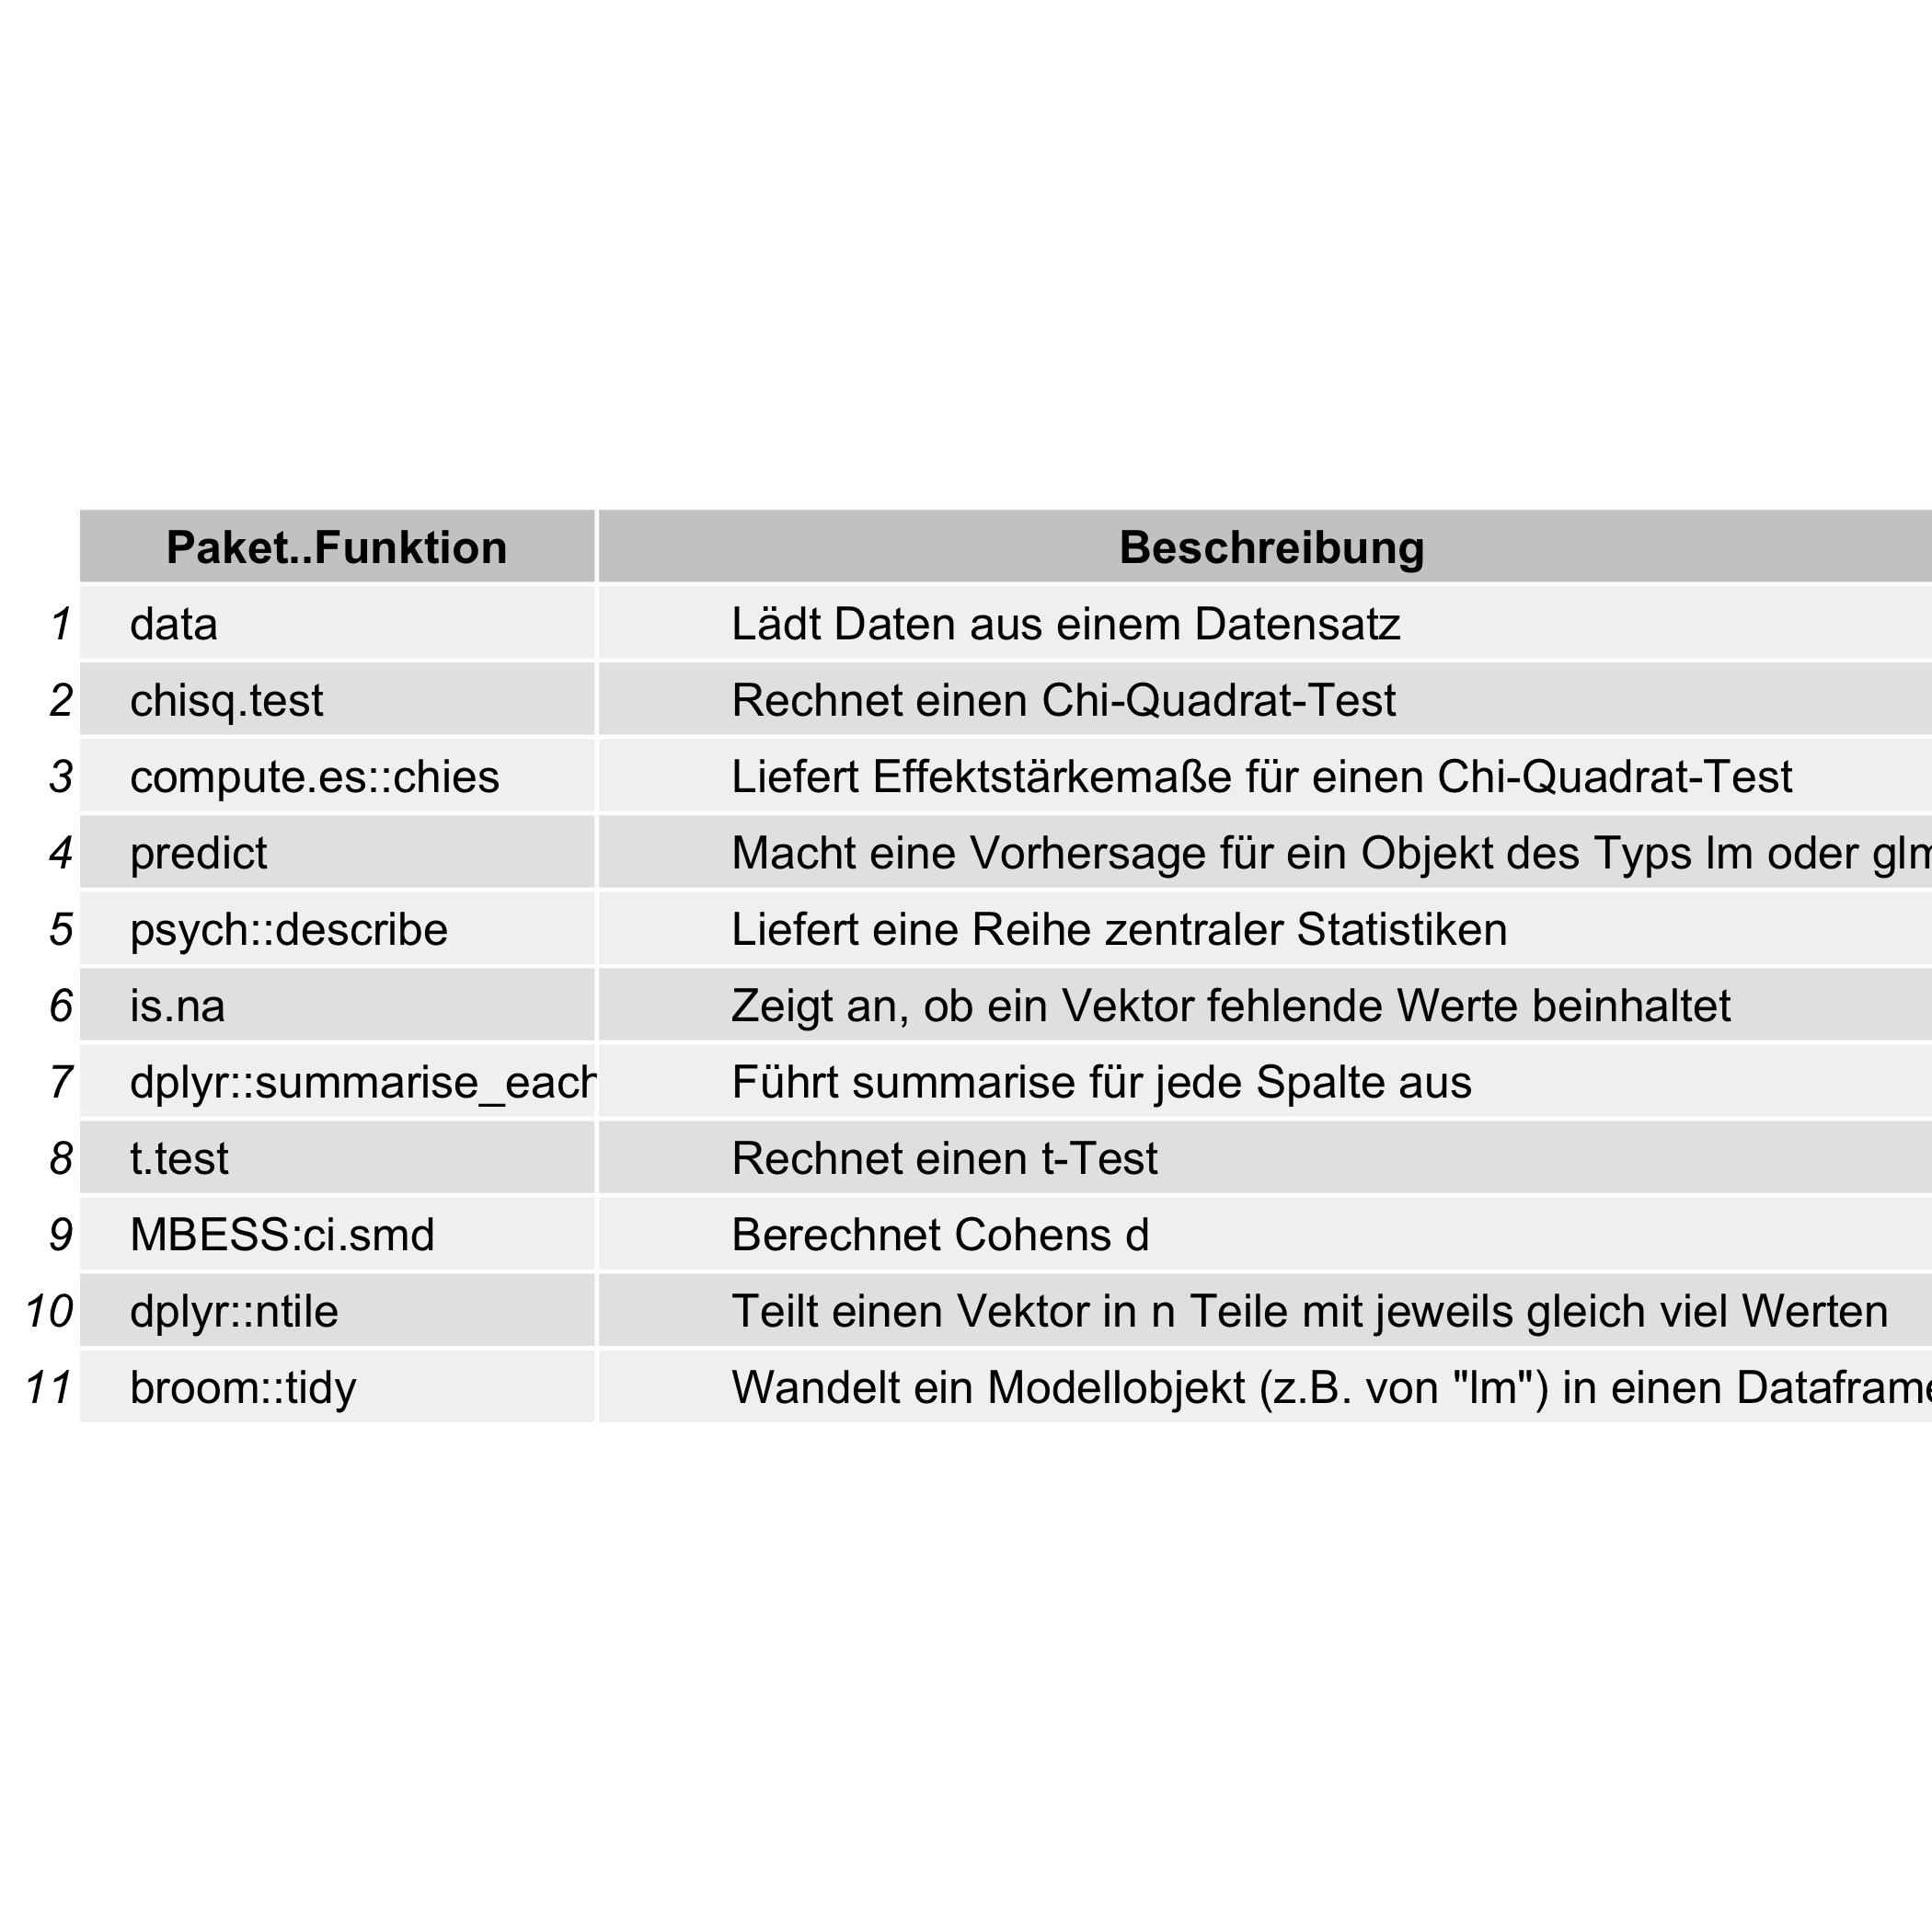 Paket..Funktion Beschreibung
1 data Lädt Daten aus einem Datensatz
2 chisq.test Rechnet einen Chi-Quadrat-Test
3 compute.es::chies Liefert Effektstärkemaße für einen Chi-Quadrat-Test
4 predict Macht eine Vorhersage für ein Objekt des Typs lm oder glm
5 psych::describe Liefert eine Reihe zentraler Statistiken
6 is.na Zeigt an, ob ein Vektor fehlende Werte beinhaltet
7 dplyr::summarise_each Führt summarise für jede Spalte aus
8 t.test Rechnet einen t-Test
9 MBESS:ci.smd Berechnet Cohens d
10 dplyr::ntile Teilt einen Vektor in n Teile mit jeweils gleich viel Werten
11 broom::tidy Wandelt ein Modellobjekt (z.B. von "lm") in einen Dataframe